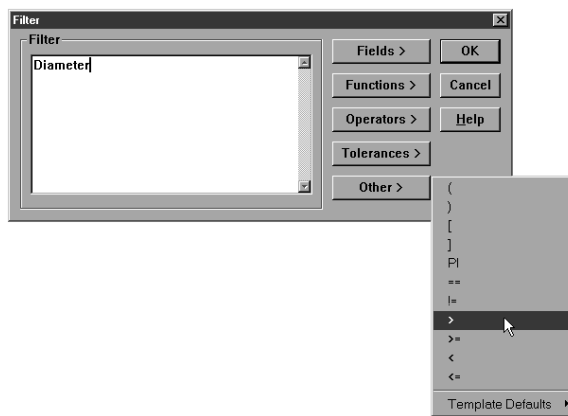 Filter
Filter
Diameter
Fields >
OK
Functions >
Cancel
Operators >
Help
Tolerances >
Other >
(
)
[
]
PI
==
!=
>
>=
<
<=
Template Defaults